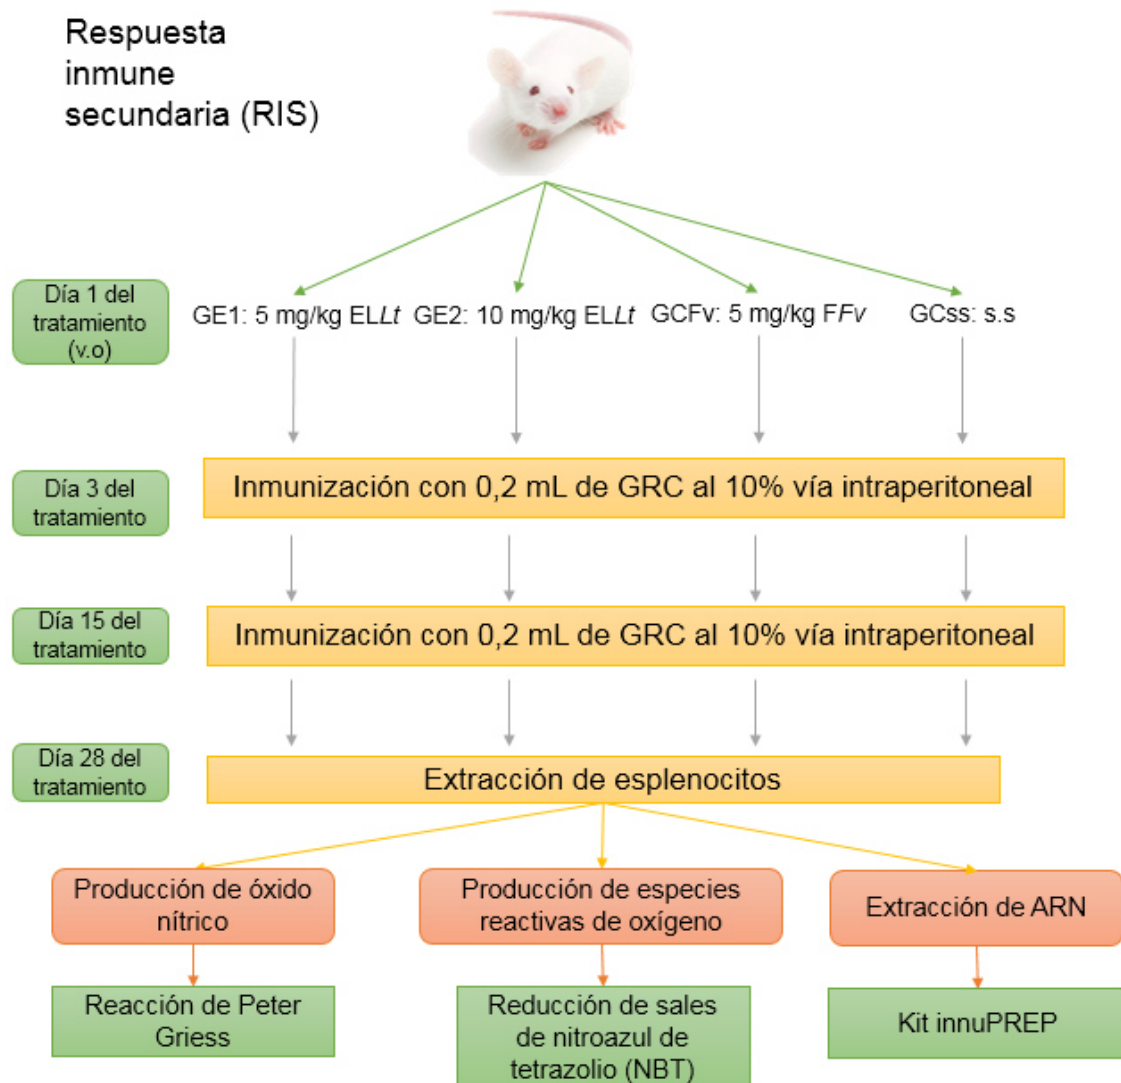 Respuesta
inmune
secundaria (RIS)
Día 1 del
tratamiento
(v.o)
GE1: 5 mg/kg ELLt GE2: 10 mg/kg ELLt GCFv: 5 mg/kg FFv GCss: s.s
Día 3 del
tratamiento
Inmunización con 0,2 mL de GRC al 10% vía intraperitoneal
Día 15 del
tratamiento
Inmunización con 0,2 mL de GRC al 10% vía intraperitoneal
Día 28 del
tratamiento
Extracción de esplenocitos
Producción de óxido
nítrico
Producción de especies
reactivas de oxígeno
Extracción de ARN
Reacción de Peter
Griess
Reducción de sales
de nitroazul de
tetrazolio (NBT)
Kit innuPREP